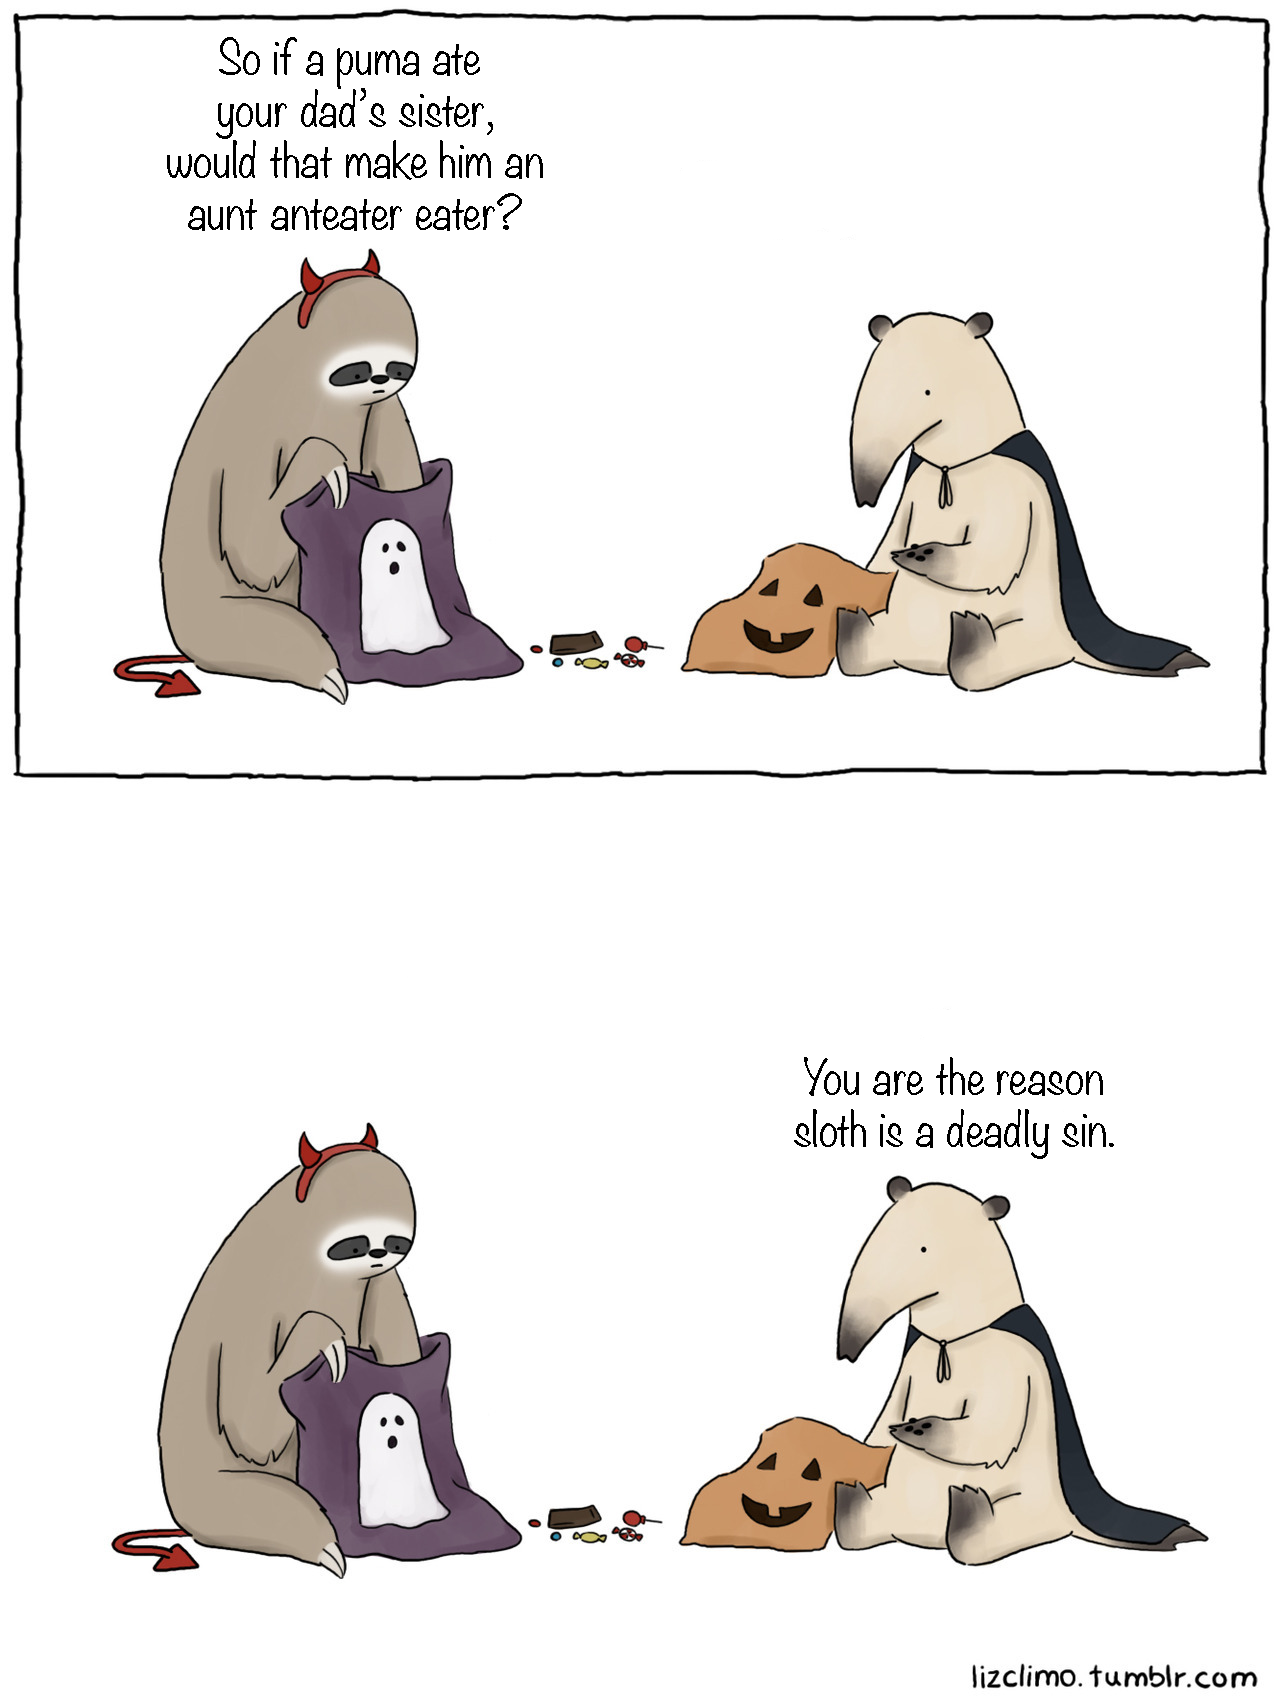 So if a puma ate
your dad's sister,
would that make him an
aunt anteater eater?
You are the reason
sloth is a deadly sin.
lizclimo.tumblr.com